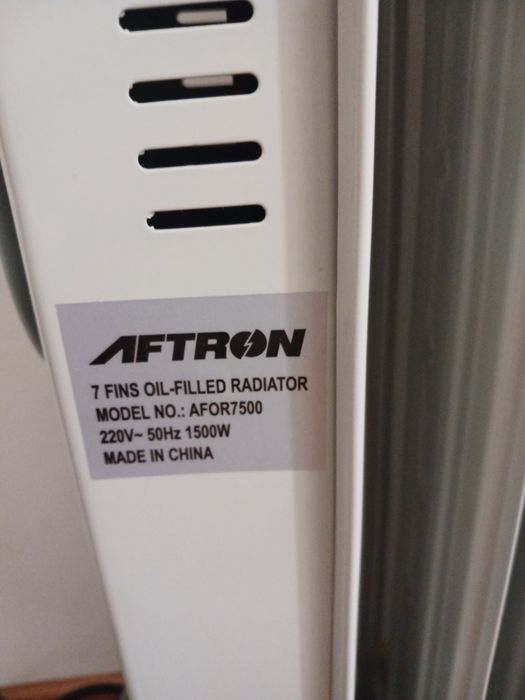 AFTRON
7 FINS OIL-FILLED RADIATOR
MODEL NO.: AFOR7500
220V~ 50Hz 1500W
MADE IN CHINA